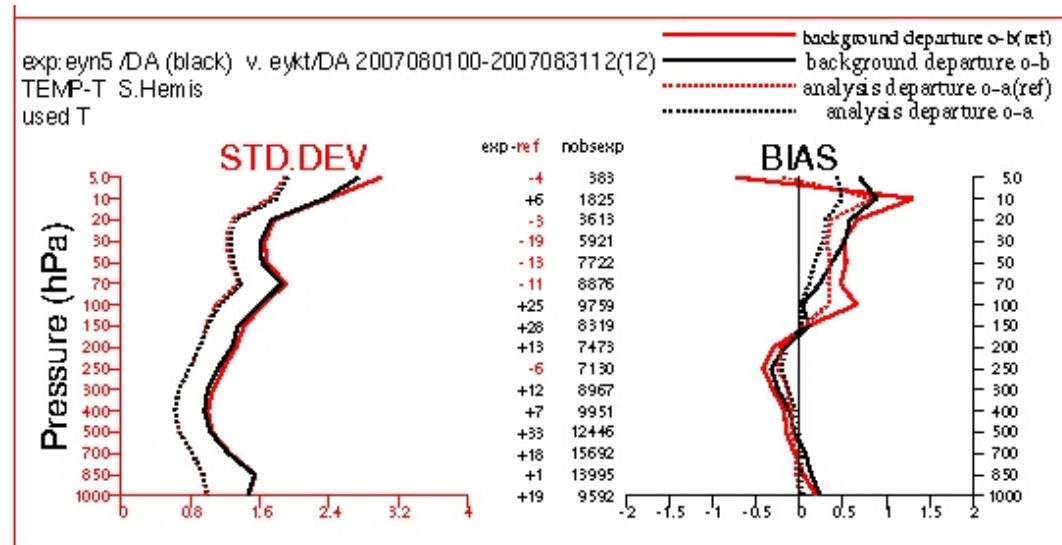 background departure o-b(ref)
exp:eyn5 /DA (black) v. eykt/DA 2007080100-2007083112(12)
background departure o-b
TEMP-T S.Hemis
analysis departure o-a(ref)
used T
analysis departure o-a
STD.DEV
exp-ref nobsexp
BIAS
Pressure (hPa)
5.0 -4 383 5.0
10 +6 1825 10
20 -3 3613 20
30 -19 5921 30
50 -13 7722 50
70 -11 8876 70
100 +25 9759 100
150 +28 8319 150
200 +13 7473 200
250 -6 7130 250
300 +12 8967 300
400 +7 9951 400
500 +33 12446 500
700 +18 15692 700
850 +1 13995 850
1000 +19 9592 1000
0 0.8 1.6 2.4 3.2 4
-2 -1.5 -1 -0.5 0 0.5 1 1.5 2